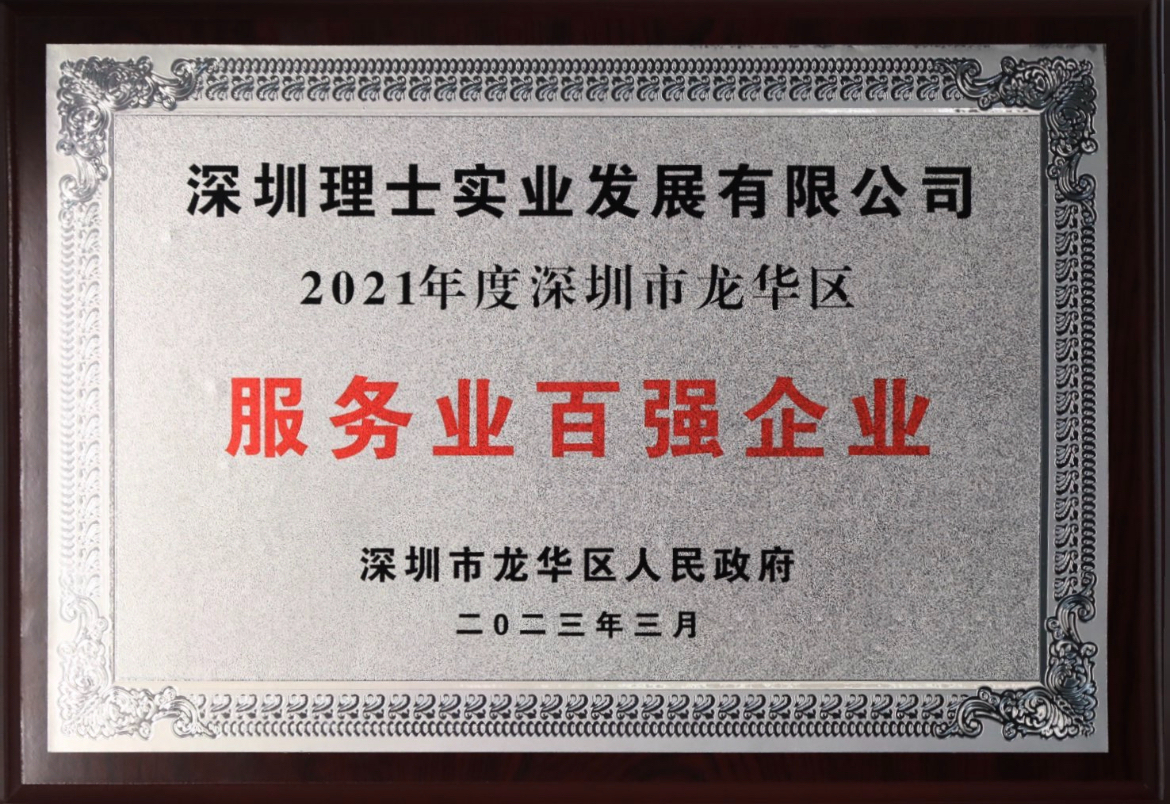 深圳理士实业发展有限公司
2021年度深圳市龙华区
服务业百强企业
深圳市龙华区人民政府
二0二三年三月